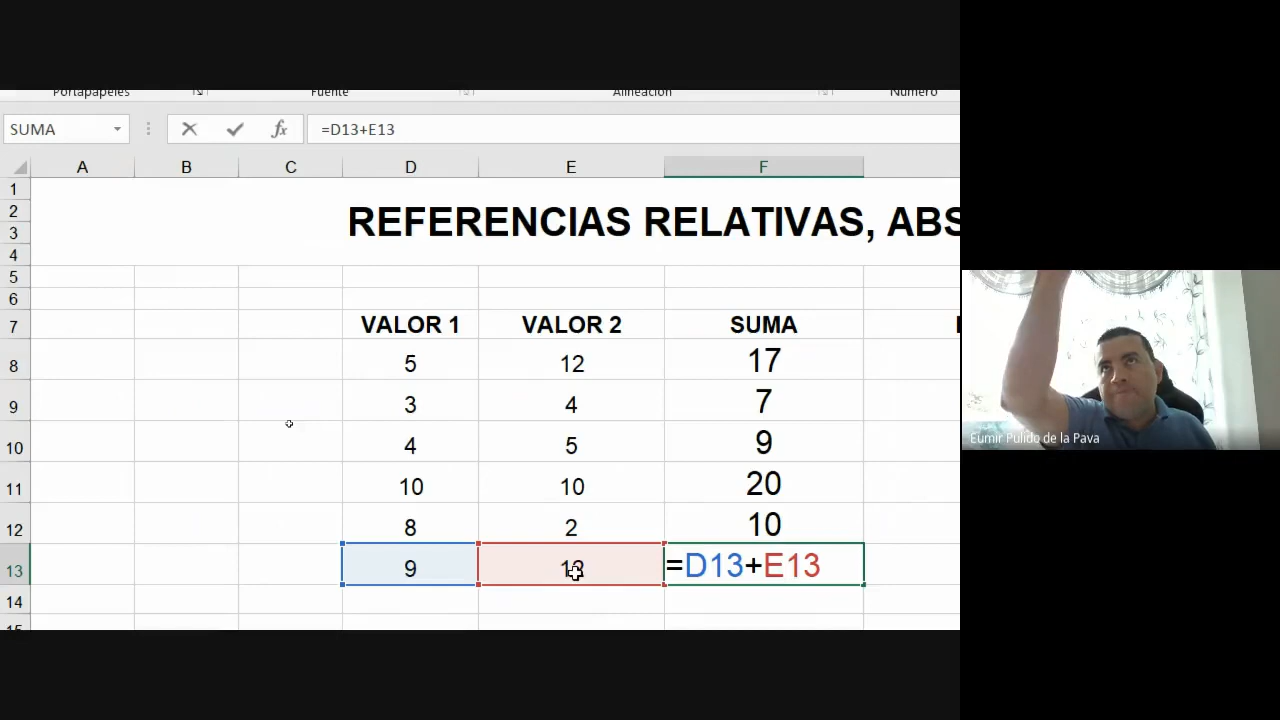 Portapapeles Fuente Alineación Número
SUMA =D13+E13
A B C D E F
1
2 REFERENCIAS RELATIVAS, ABS
3
4
5
6
7 VALOR 1 VALOR 2 SUMA
8 5 12 17
9 3 4 7
10 4 5 9
11 10 10 20
12 8 2 10
13 9 =D13+E13
14
Eumir Pulido de la Pava